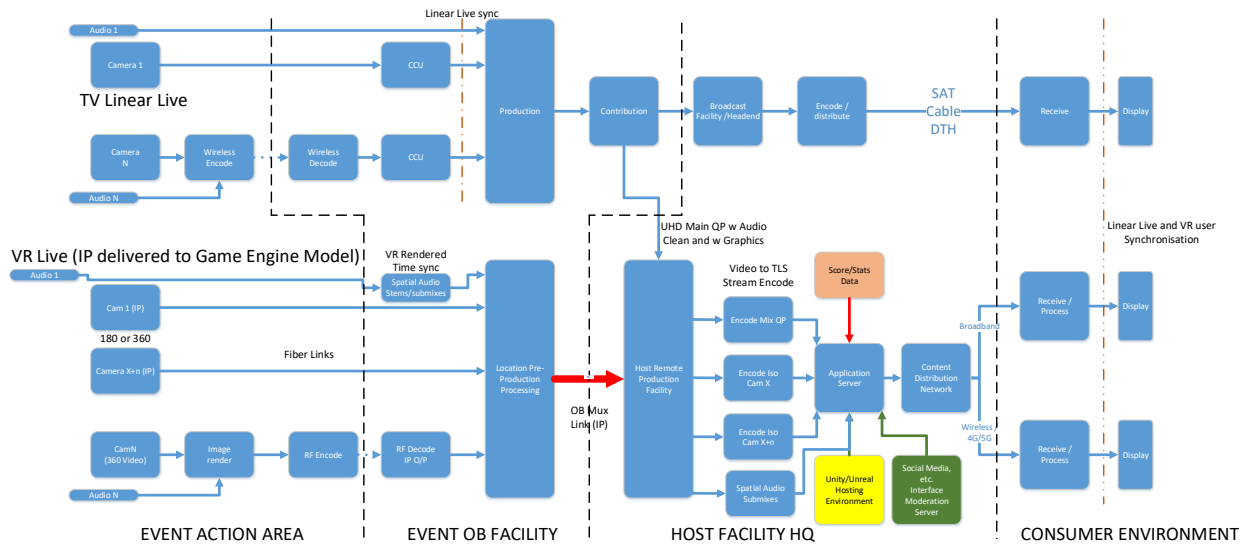 Audio 1
Linear Live sync
Camera 1
CCU
TV Linear Live
Production
Contribution
Broadcast
Facility /Headend
Encode /
distribute
SAT
Cable
DTH
Receive
Display
Camera
N
Wireless
Encode
Wireless
Decode
CCU
Audio N
UHD Main QP w Audio
Clean and w Graphics
Linear Live and VR user
Synchronisation
VR Live (IP delivered to Game Engine Model)
Audio 1
VR Rendered
Time sync
Spatial Audio
Stems/submixes
Video to TLS
Stream Encode
Score/Stats
Data
Cam 1 (IP)
180 or 360
Camera X+n (IP)
Fiber Links
Location Pre-
Production
Processing
OB Mux
Link (IP)
Host Remote
Production
Facility
Encode Mix QP
Encode Iso
Cam X
Encode Iso
Cam X+n
Spatial Audio
Submixes
Application
Server
Content
Distribution
Network
Broadband
Wireless /
4G/5G
Receive /
Process
Display
Receive /
Process
Display
CamN
(360 Video)
Image
render
RF Encode
RF Decode
IP O/P
Audio N
Unity/Unreal
Hosting
Environment
Social Media,
etc.
Interface
Moderation
Server
EVENT ACTION AREA
EVENT OB FACILITY
HOST FACILITY HQ
CONSUMER ENVIRONMENT